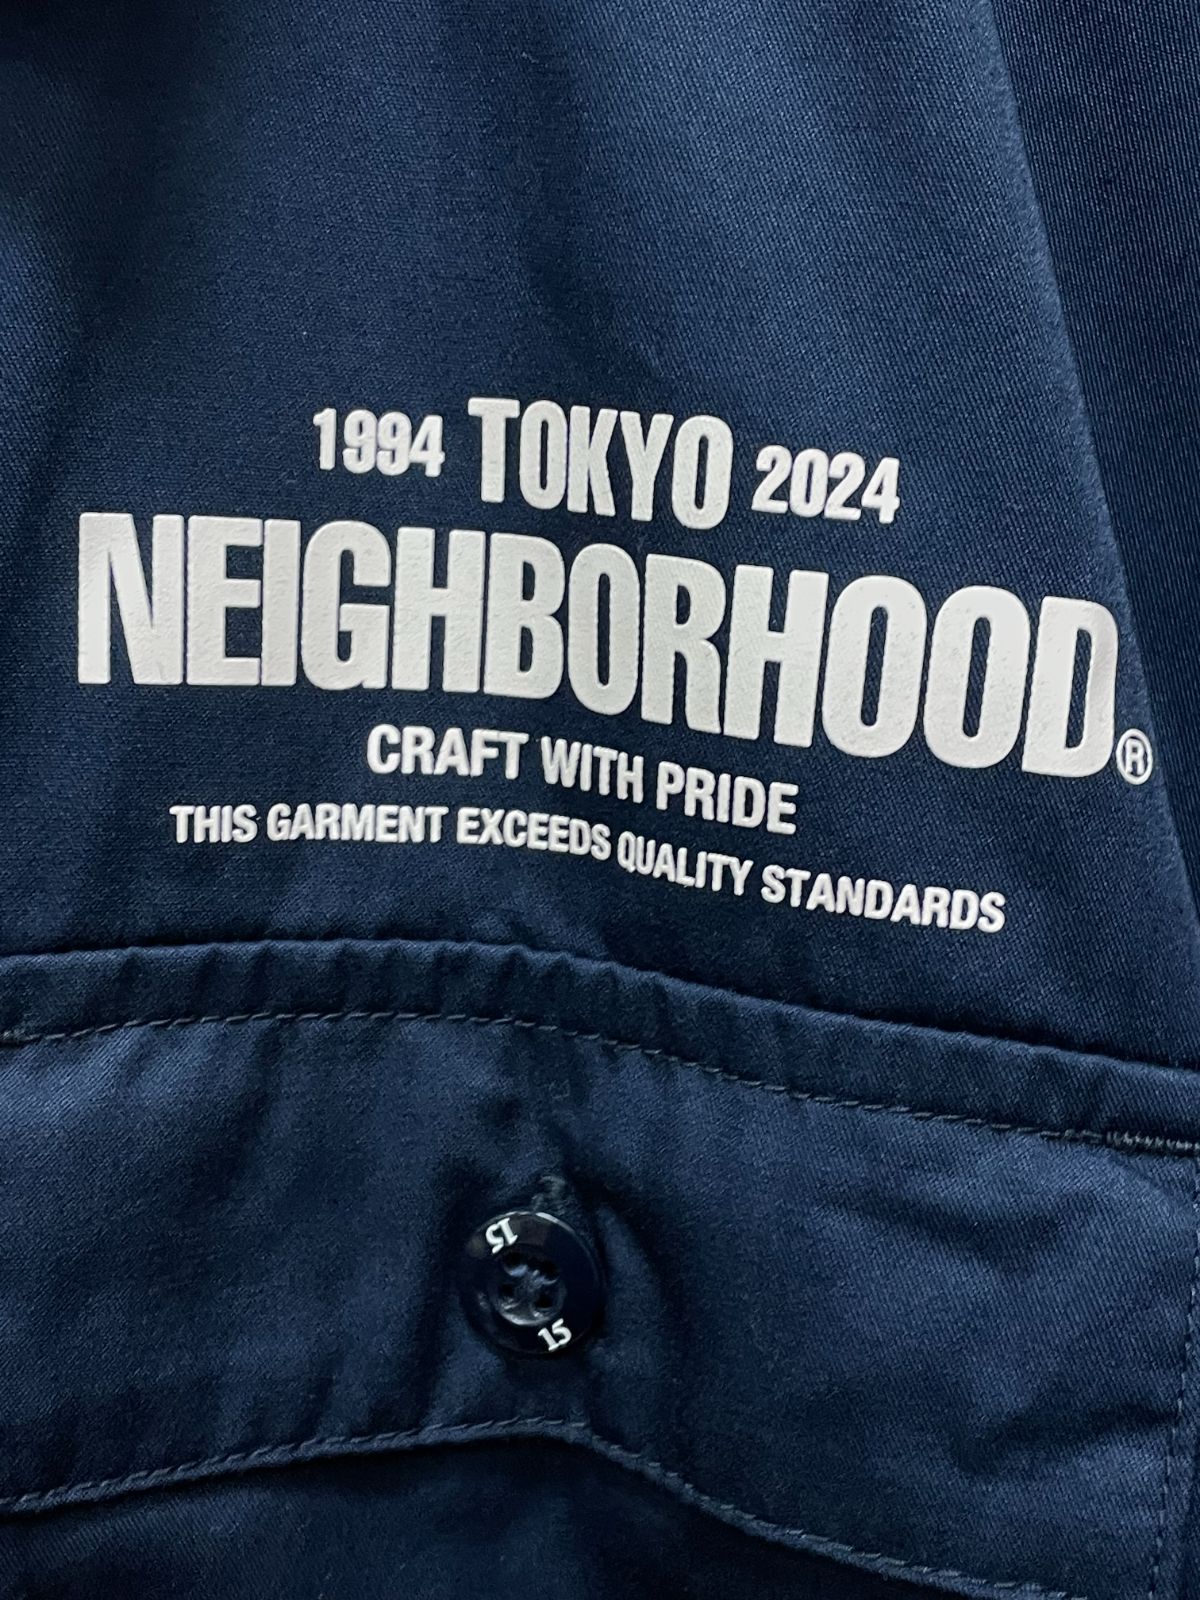 1994 TOKYO 2024
NEIGHBORHOOD®
CRAFT WITH PRIDE
THIS GARMENT EXCEEDS QUALITY STANDARDS
15
15